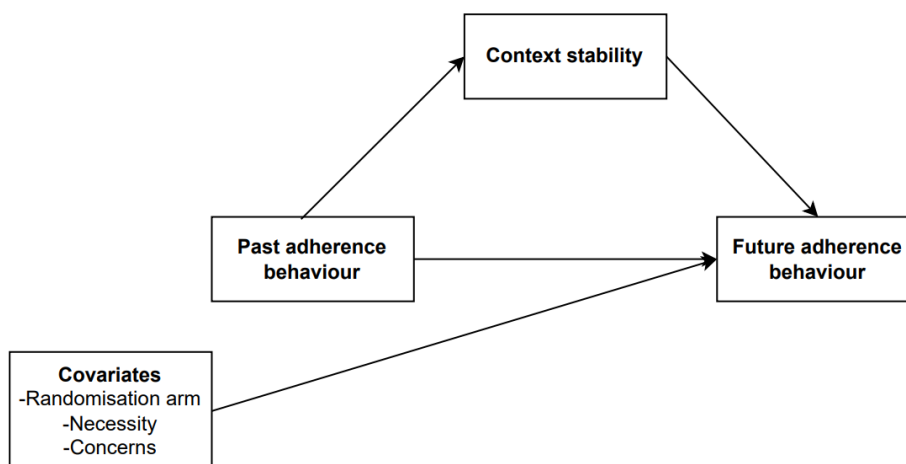 Context stability
Past adherence
behaviour
Future adherence
behaviour
Covariates
-Randomisation arm
-Necessity
-Concerns